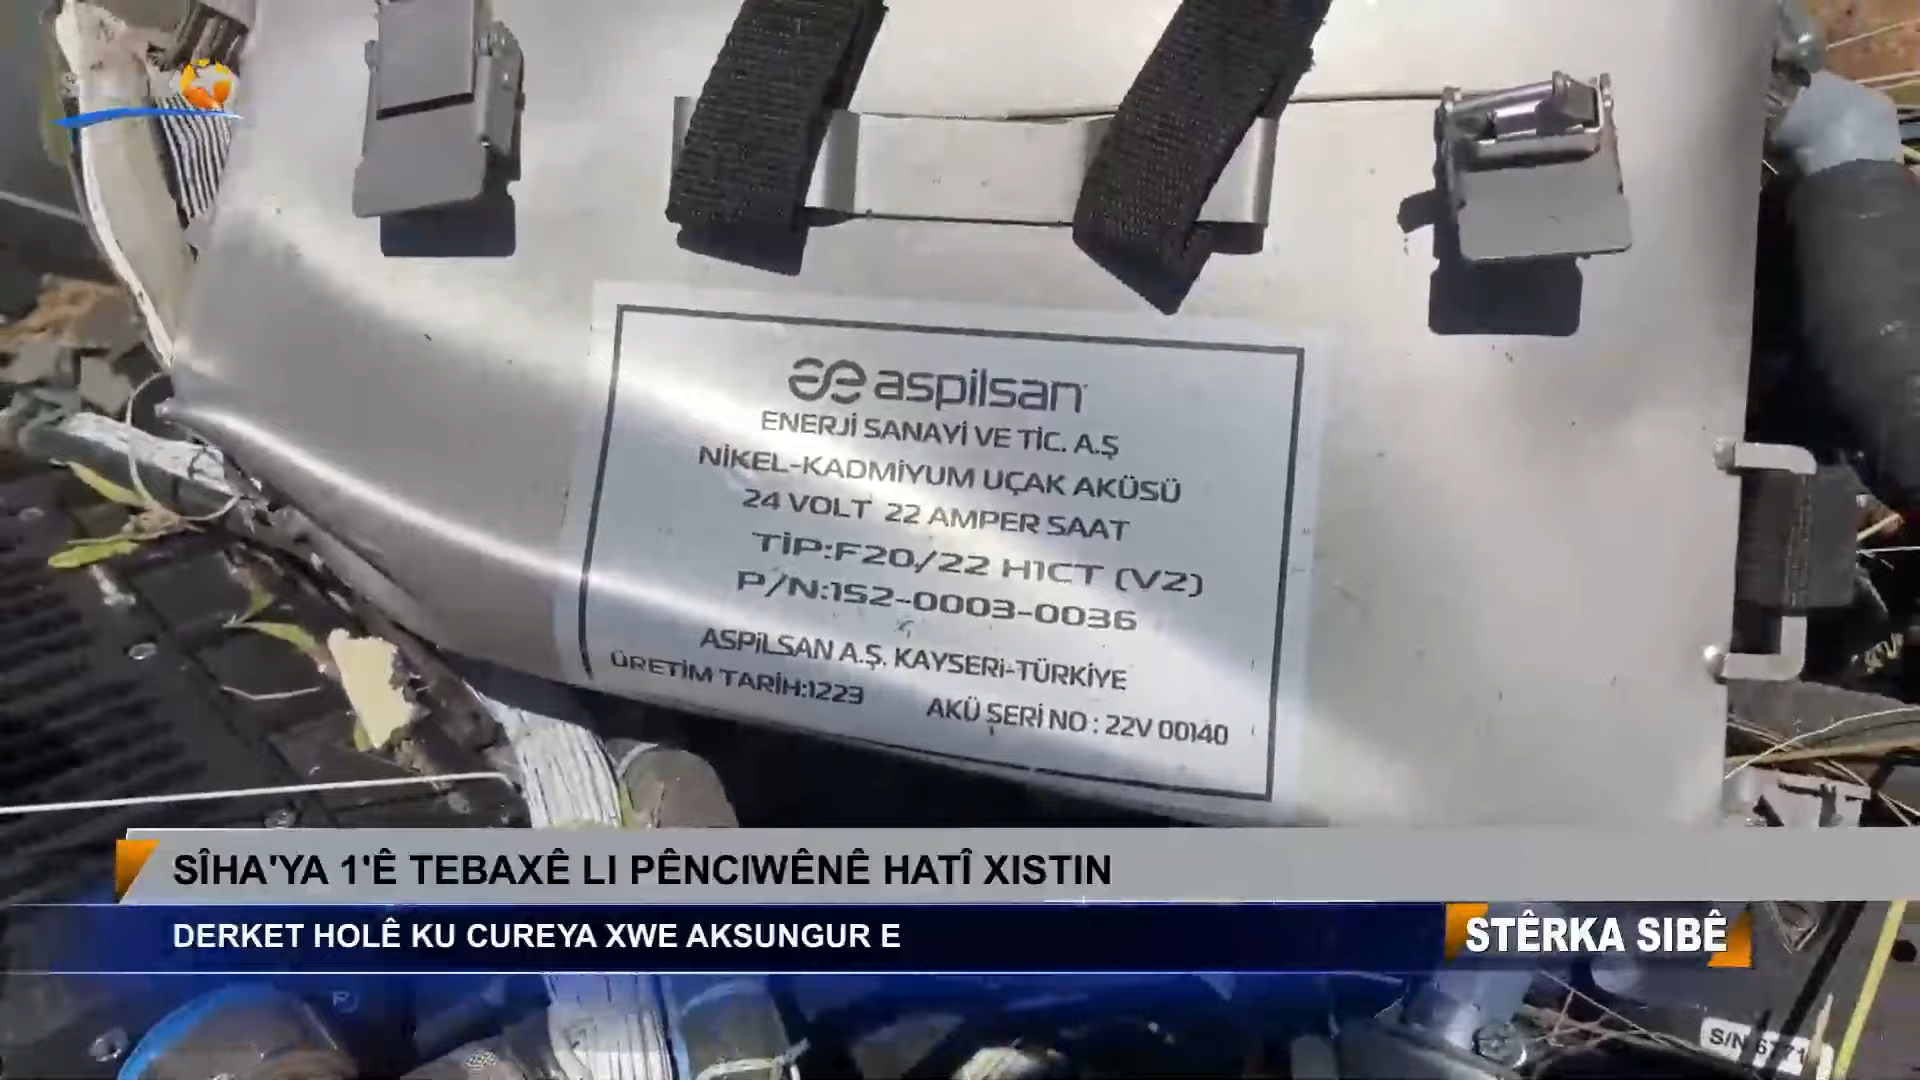 aspilsan
ENERJİ SANAYİ VE TİC. A.Ş
NİKEL-KADMİYUM UÇAK AKÜSÜ
24 VOLT 22 AMPER SAAT
TİP:F20/22 H1CT (V2)
P/N:152-0003-0036
ASPİLSAN A.Ş. KAYSERİ-TÜRKİYE
ÜRETİM TARİH:1223 AKÜ SERİ NO : 22V 00140
SÎHA'YA 1'Ê TEBAXÊ LI PÊNCIWÊNÊ HATÎ XISTIN
DERKET HOLÊ KU CUREYA XWE AKSUNGUR E
STÊRKA SIBÊ
S/N 6771